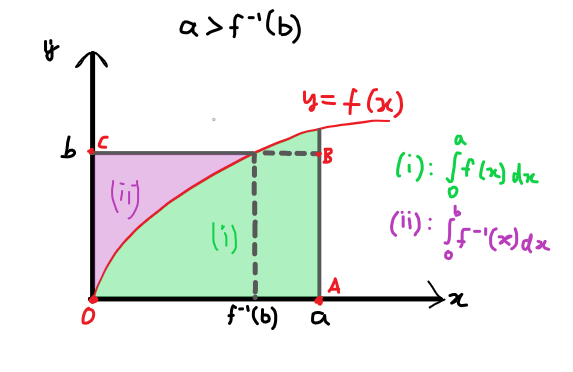 a > f⁻¹(b)
y
y = f(x)
b
C
B
(i): ∫₀ᵃ f(x) dx
(ii)
(ii): ∫₀ᵇ f⁻¹(x) dx
(i)
O
A
f⁻¹(b)
a
x